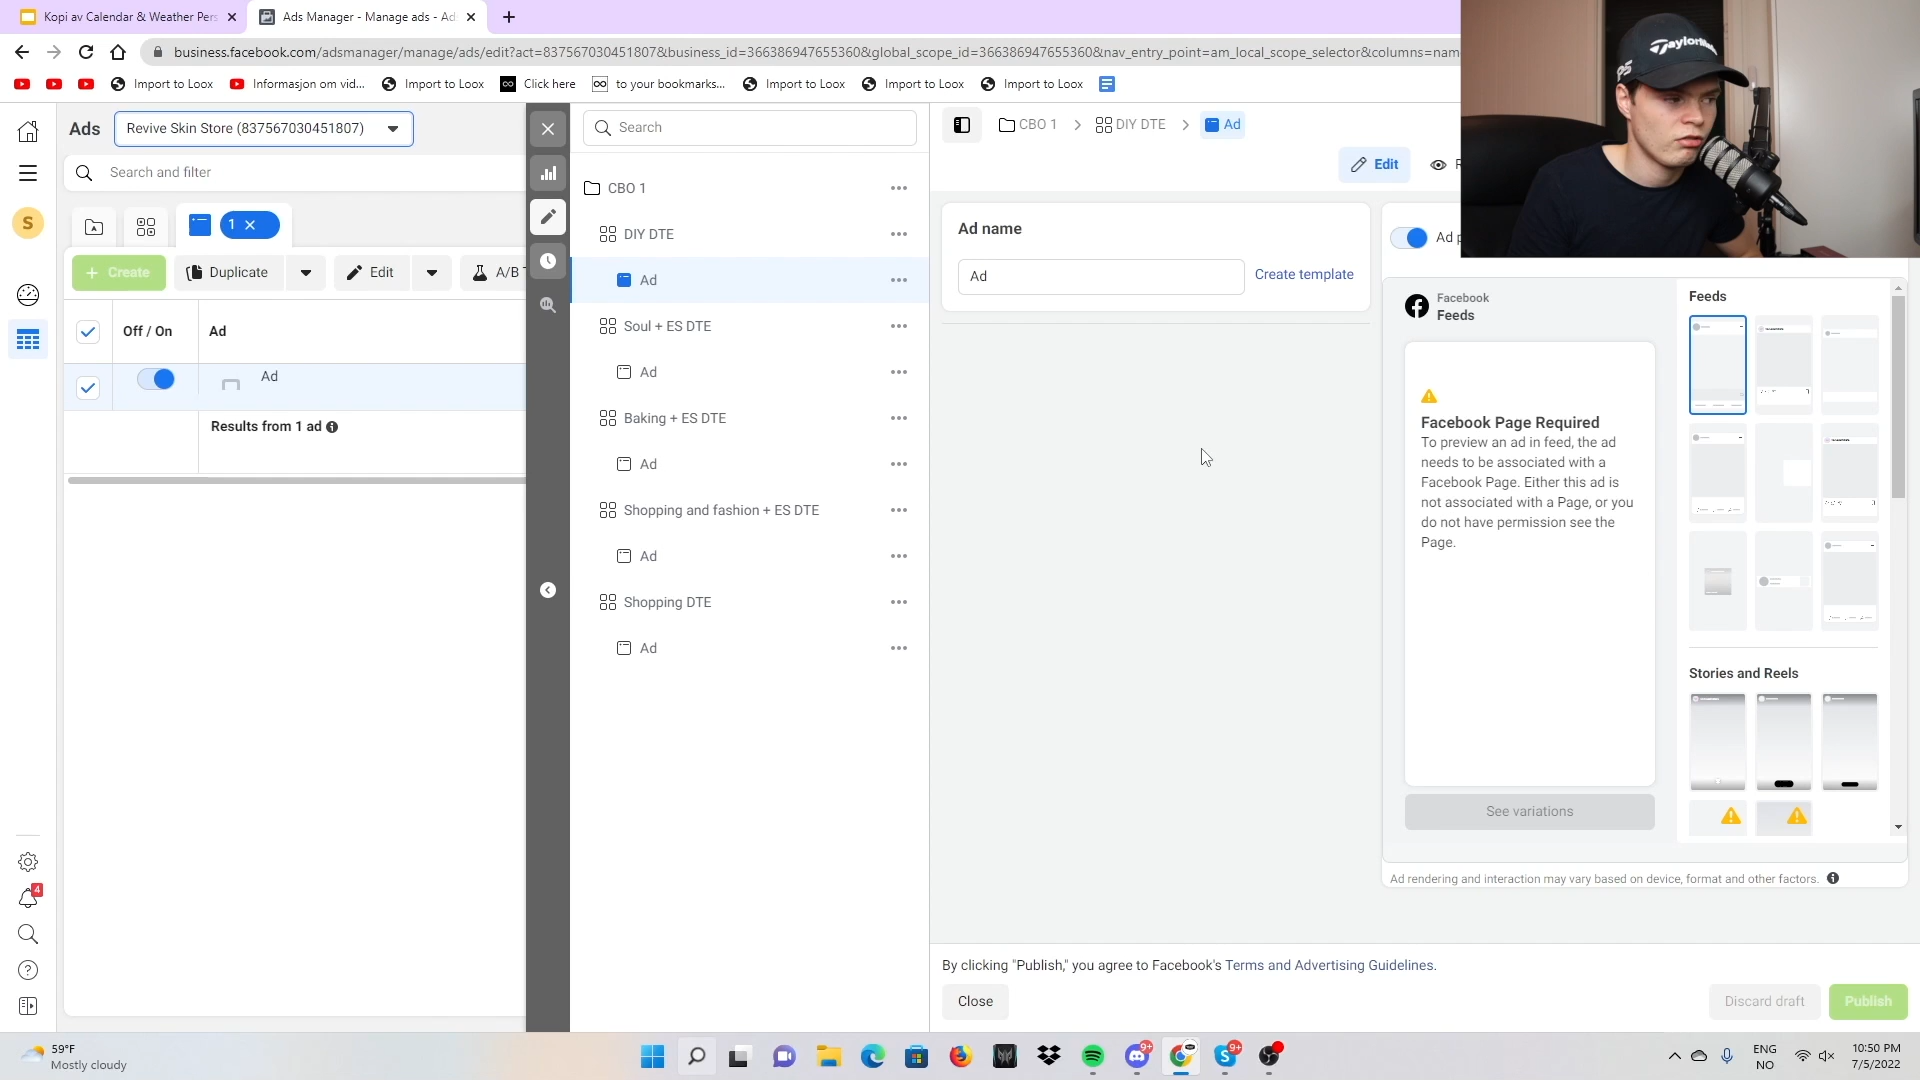 Kopi av Calendar & Weather Pers
Ads Manager - Manage ads - Ad
business.facebook.com/adsmanager/manage/ads/edit?act=837567030451807&business_id=366386947655360&global_scope_id=366386947655360&nav_entry_point=am_local_scope_selector&columns=nam
Import to Loox
Informasjon om vid...
Import to Loox
Click here
to your bookmarks...
Import to Loox
Import to Loox
Import to Loox
TaylorMade
Ads
Revive Skin Store (837567030451807)
Search
CBO 1
DIY DTE
Ad
Search and filter
Edit
S
1
CBO 1
Ad name
DIY DTE
+ Create
Duplicate
Edit
A/B T
Ad
Ad
Create template
Facebook
Feeds
Feeds
Off / On
Ad
Soul + ES DTE
Ad
Ad
Results from 1 ad
Baking + ES DTE
Ad
Shopping and fashion + ES DTE
Ad
Shopping DTE
Ad
Facebook Page Required
To preview an ad in feed, the ad
needs to be associated with a
Facebook Page. Either this ad is
not associated with a Page, or you
do not have permission see the
Page.
Stories and Reels
See variations
Ad rendering and interaction may vary based on device, format and other factors.
4
By clicking "Publish," you agree to Facebook's Terms and Advertising Guidelines.
Close
Discard draft
Publish
59°F
Mostly cloudy
9+
9+
ENG
NO
10:50 PM
7/5/2022